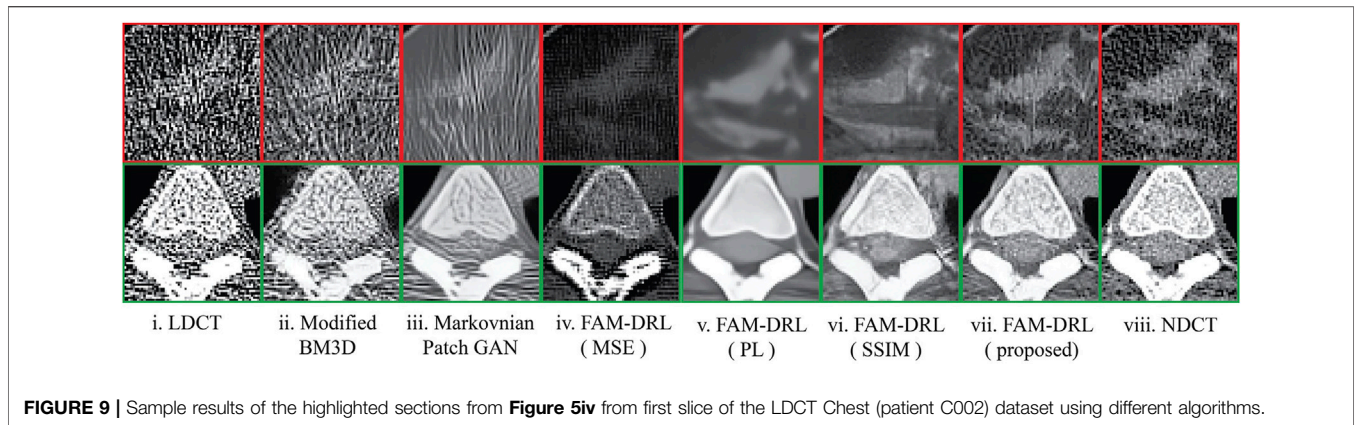 i. LDCT
ii. Modified
BM3D
iii. Markovnian
Patch GAN
iv. FAM-DRL
( MSE )
v. FAM-DRL
( PL )
vi. FAM-DRL
( SSIM )
vii. FAM-DRL
( proposed)
viii. NDCT
FIGURE 9 | Sample results of the highlighted sections from Figure 5iv from first slice of the LDCT Chest (patient C002) dataset using different algorithms.